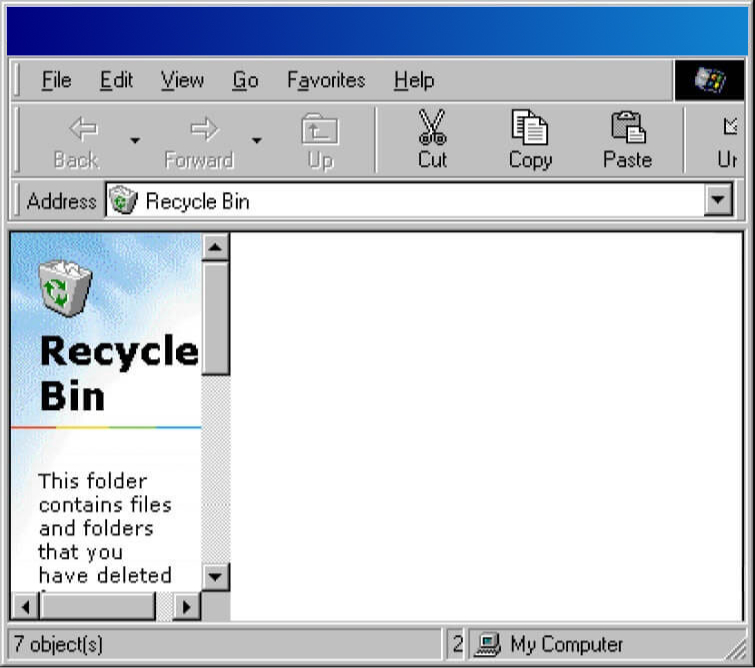 File Edit View Go Favorites Help
Back Forward Up Cut Copy Paste
Address Recycle Bin
Recycle
Bin
This folder
contains files
and folders
that you
have deleted
7 object(s) 2 My Computer